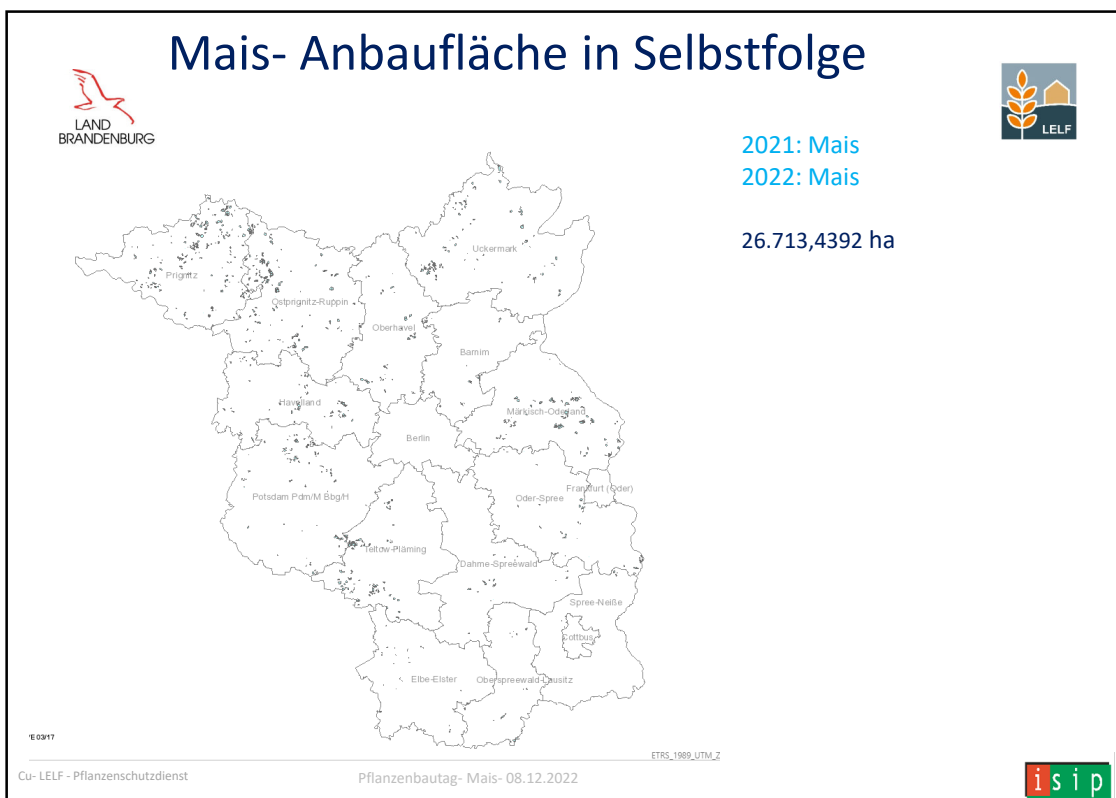 Mais- Anbaufläche in Selbstfolge
LAND
BRANDENBURG
LELF
2021: Mais
2022: Mais
26.713,4392 ha
Uckermark
Prignitz
Ostprignitz-Ruppin
Oberhavel
Barnim
Havelland
Märkisch-Oderland
Berlin
Potsdam Pdm/M Bbg/H
Oder-Spree
Frankfurt (Oder)
Teltow-Fläming
Dahme-Spreewald
Spree-Neiße
Cottbus
Elbe-Elster
Oberspreewald-Lausitz
'E 03/17
ETRS_1989_UTM_Z
Cu- LELF - Pflanzenschutzdienst
Pflanzenbautag- Mais- 08.12.2022
isip